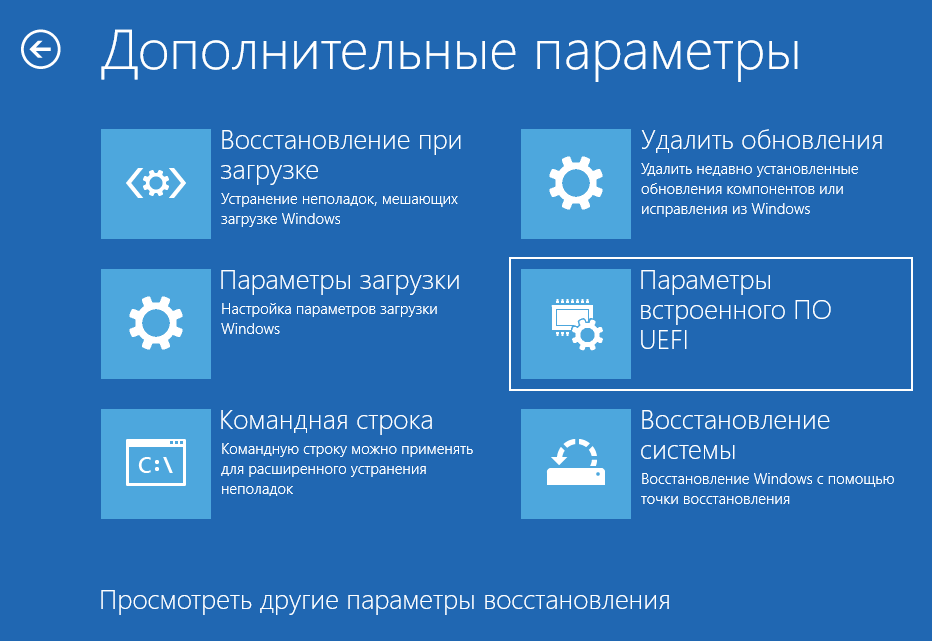 Дополнительные параметры
Восстановление при
загрузке
Устранение неполадок, мешающих
загрузке Windows
Параметры загрузки
Настройка параметров загрузки
Windows
C:\
Командная строка
Командную строку можно применять
для расширенного устранения
неполадок
Удалить обновления
Удалить недавно установленные
обновления компонентов или
исправления из Windows
Параметры
встроенного ПО
UEFI
Восстановление
системы
Восстановление Windows с помощью
точки восстановления
Просмотреть другие параметры восстановления